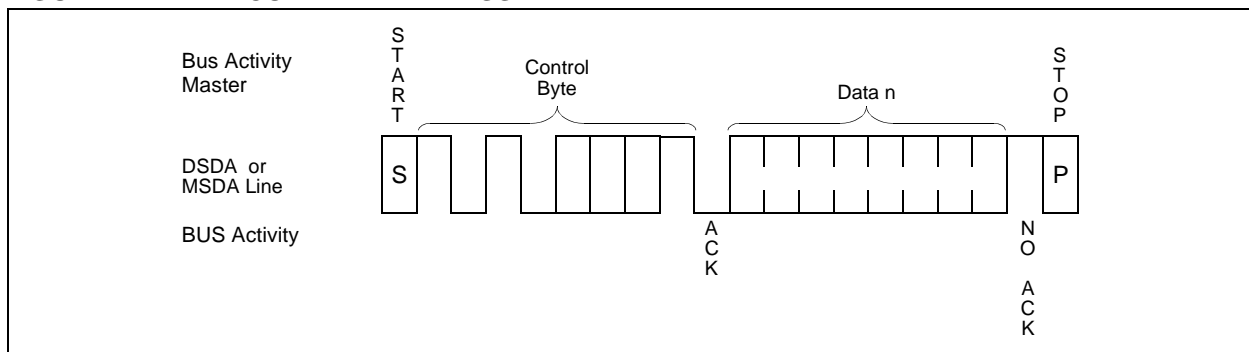 Bus Activity
Master
START
Control
Byte
Data n
STOP
DSDA or
MSDA Line
S
P
BUS Activity
ACK
NO ACK